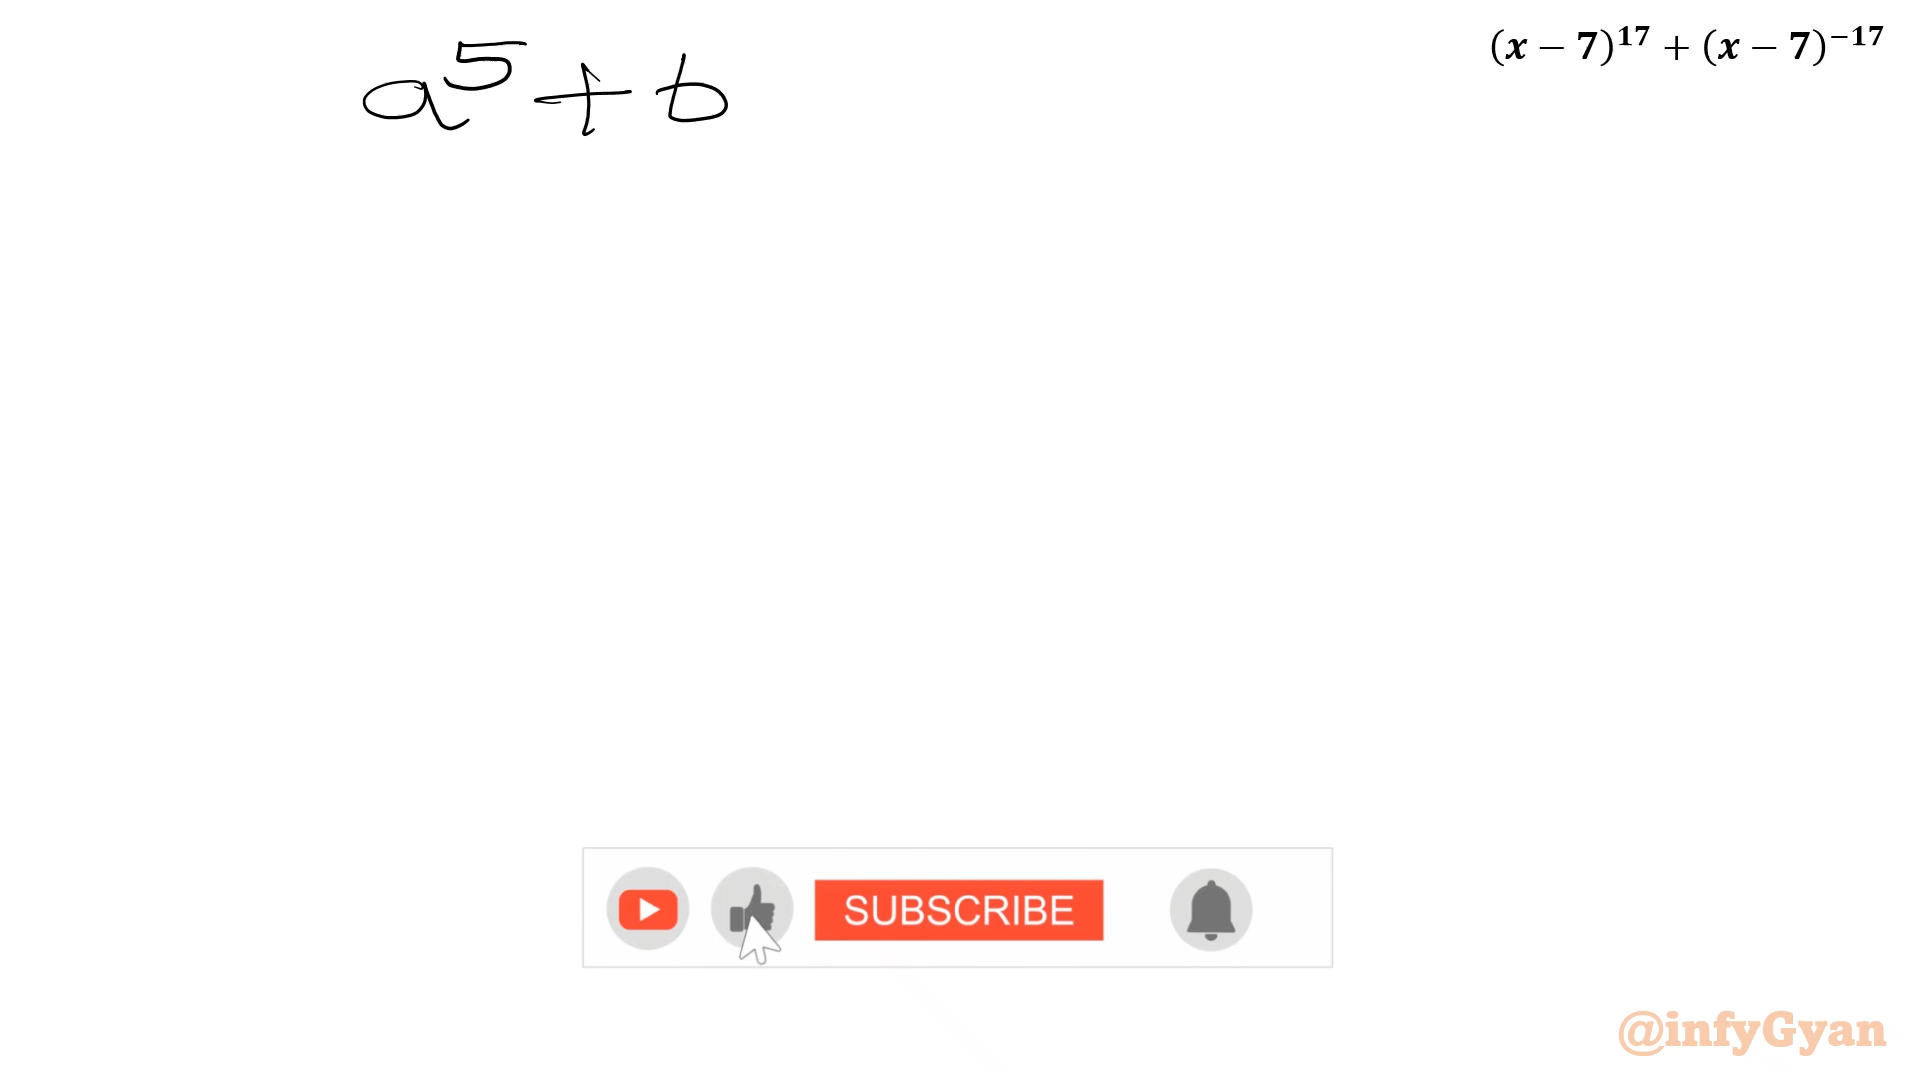 (x − 7)¹⁷ + (x − 7)⁻¹⁷
a⁵ + b
SUBSCRIBE
@infyGyan